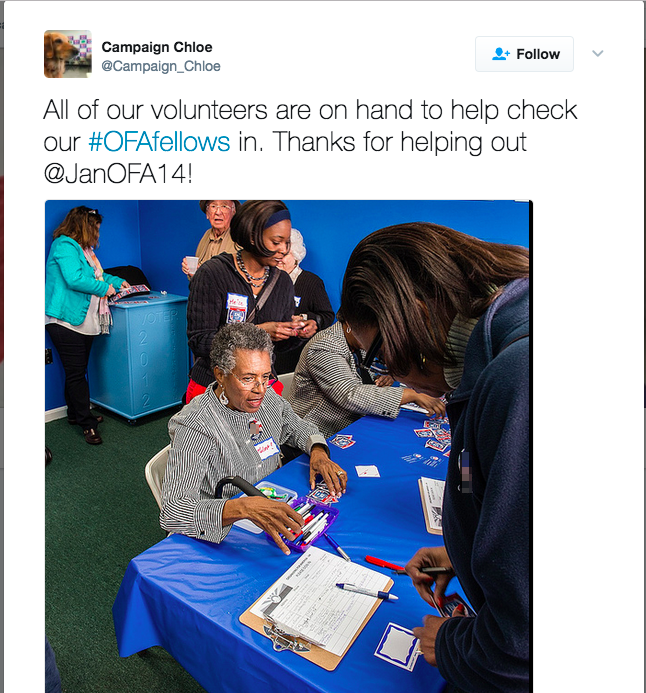 Campaign Chloe
@Campaign_Chloe
Follow
All of our volunteers are on hand to help check
our #OFAfellows in. Thanks for helping out
@JanOFA14!
VOTER
2012